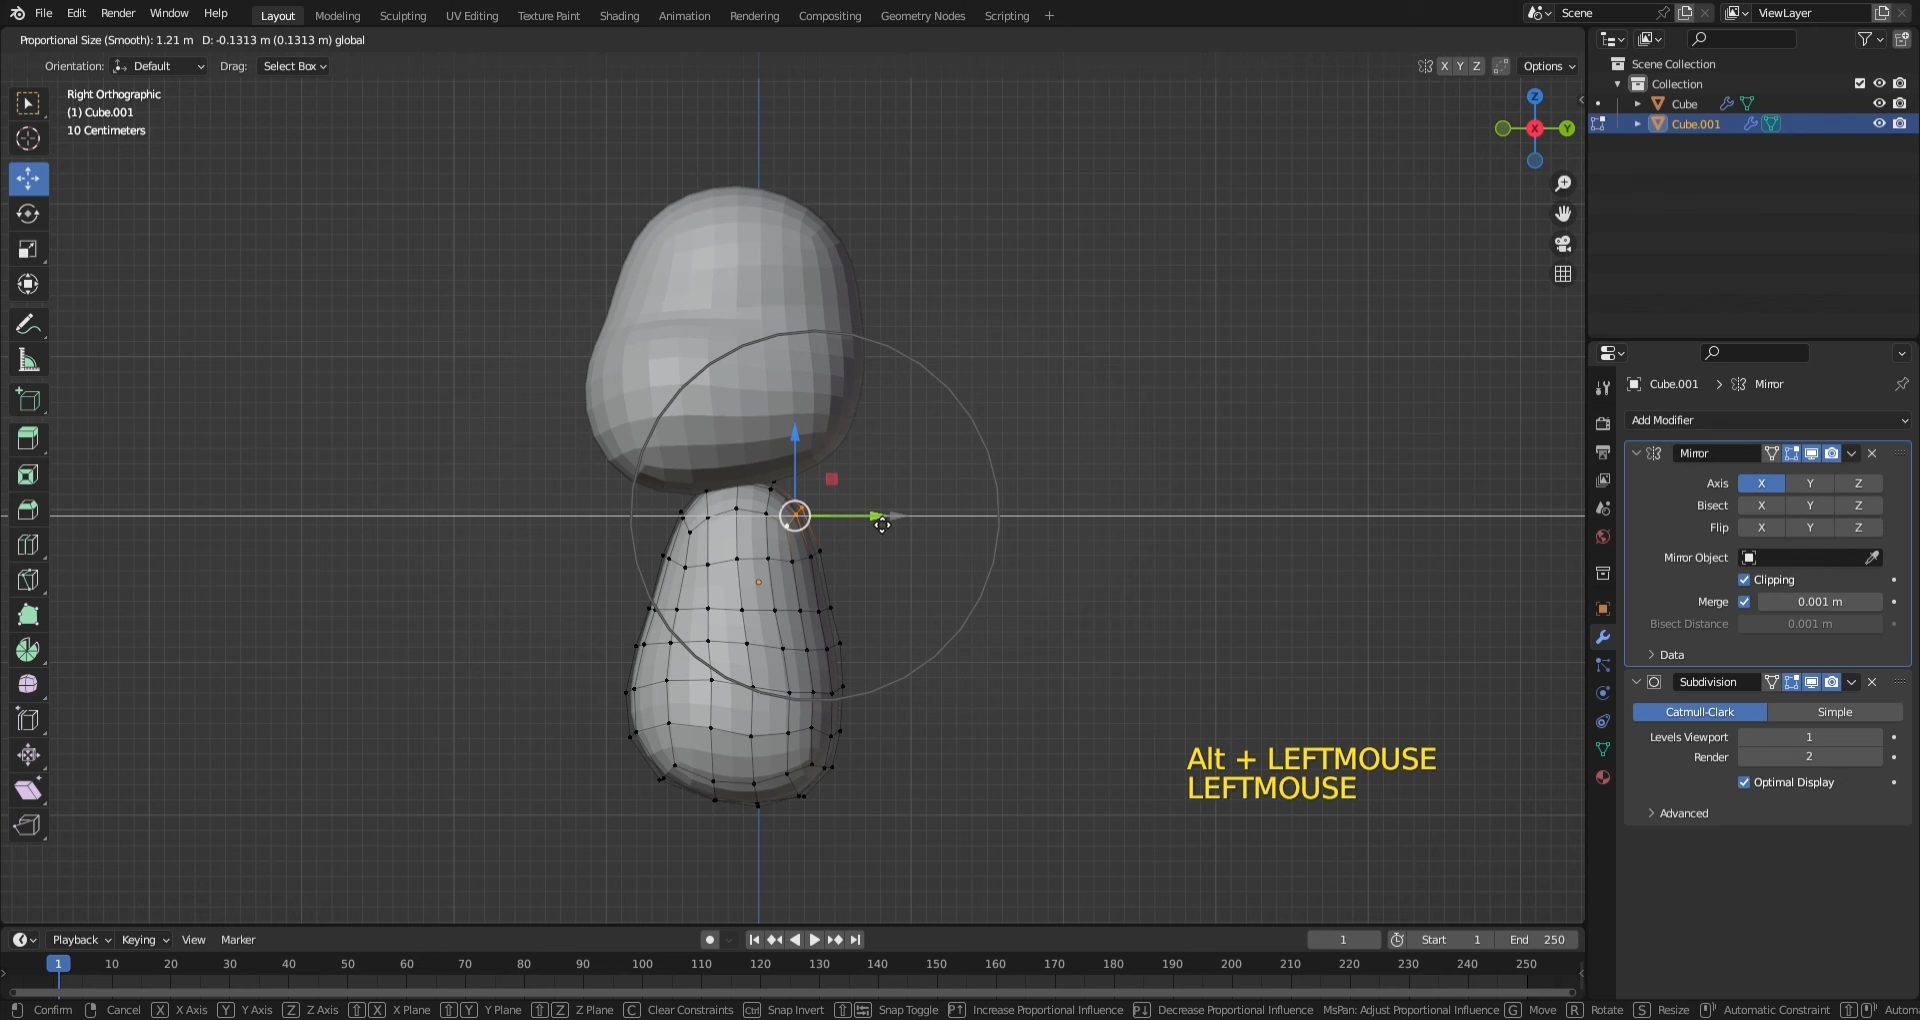 File Edit Render Window Help Layout Modeling Sculpting UV Editing Texture Paint Shading Animation Rendering Compositing Geometry Nodes Scripting + Scene ViewLayer
Proportional Size (Smooth): 1.21 m D: -0.1313 m (0.1313 m) global
Orientation: Default Drag: Select Box X Y Z Options
Right Orthographic
(1) Cube.001
10 Centimeters
Z
X
Y
Scene Collection
Collection
Cube
Cube.001
Cube.001 > Mirror
Add Modifier
Mirror
Axis X Y Z
Bisect X Y Z
Flip X Y Z
Mirror Object
Clipping
Merge 0.001 m
Bisect Distance 0.001 m
Data
Subdivision
Catmull-Clark Simple
Levels Viewport 1
Render 2
Optimal Display
Advanced
Alt + LEFTMOUSE
LEFTMOUSE
Playback Keying View Marker 1 Start 1 End 250
1 10 20 30 40 50 60 70 80 90 100 110 120 130 140 150 160 170 180 190 200 210 220 230 240 250
Confirm Cancel X X Axis Y Y Axis Z Z Axis X X Plane Y Y Plane Z Z Plane C Clear Constraints Ctrl Snap Invert Snap Toggle P↑ Increase Proportional Influence P↓ Decrease Proportional Influence MsPan: Adjust Proportional Influence G Move R Rotate S Resize Automatic Constraint Autom